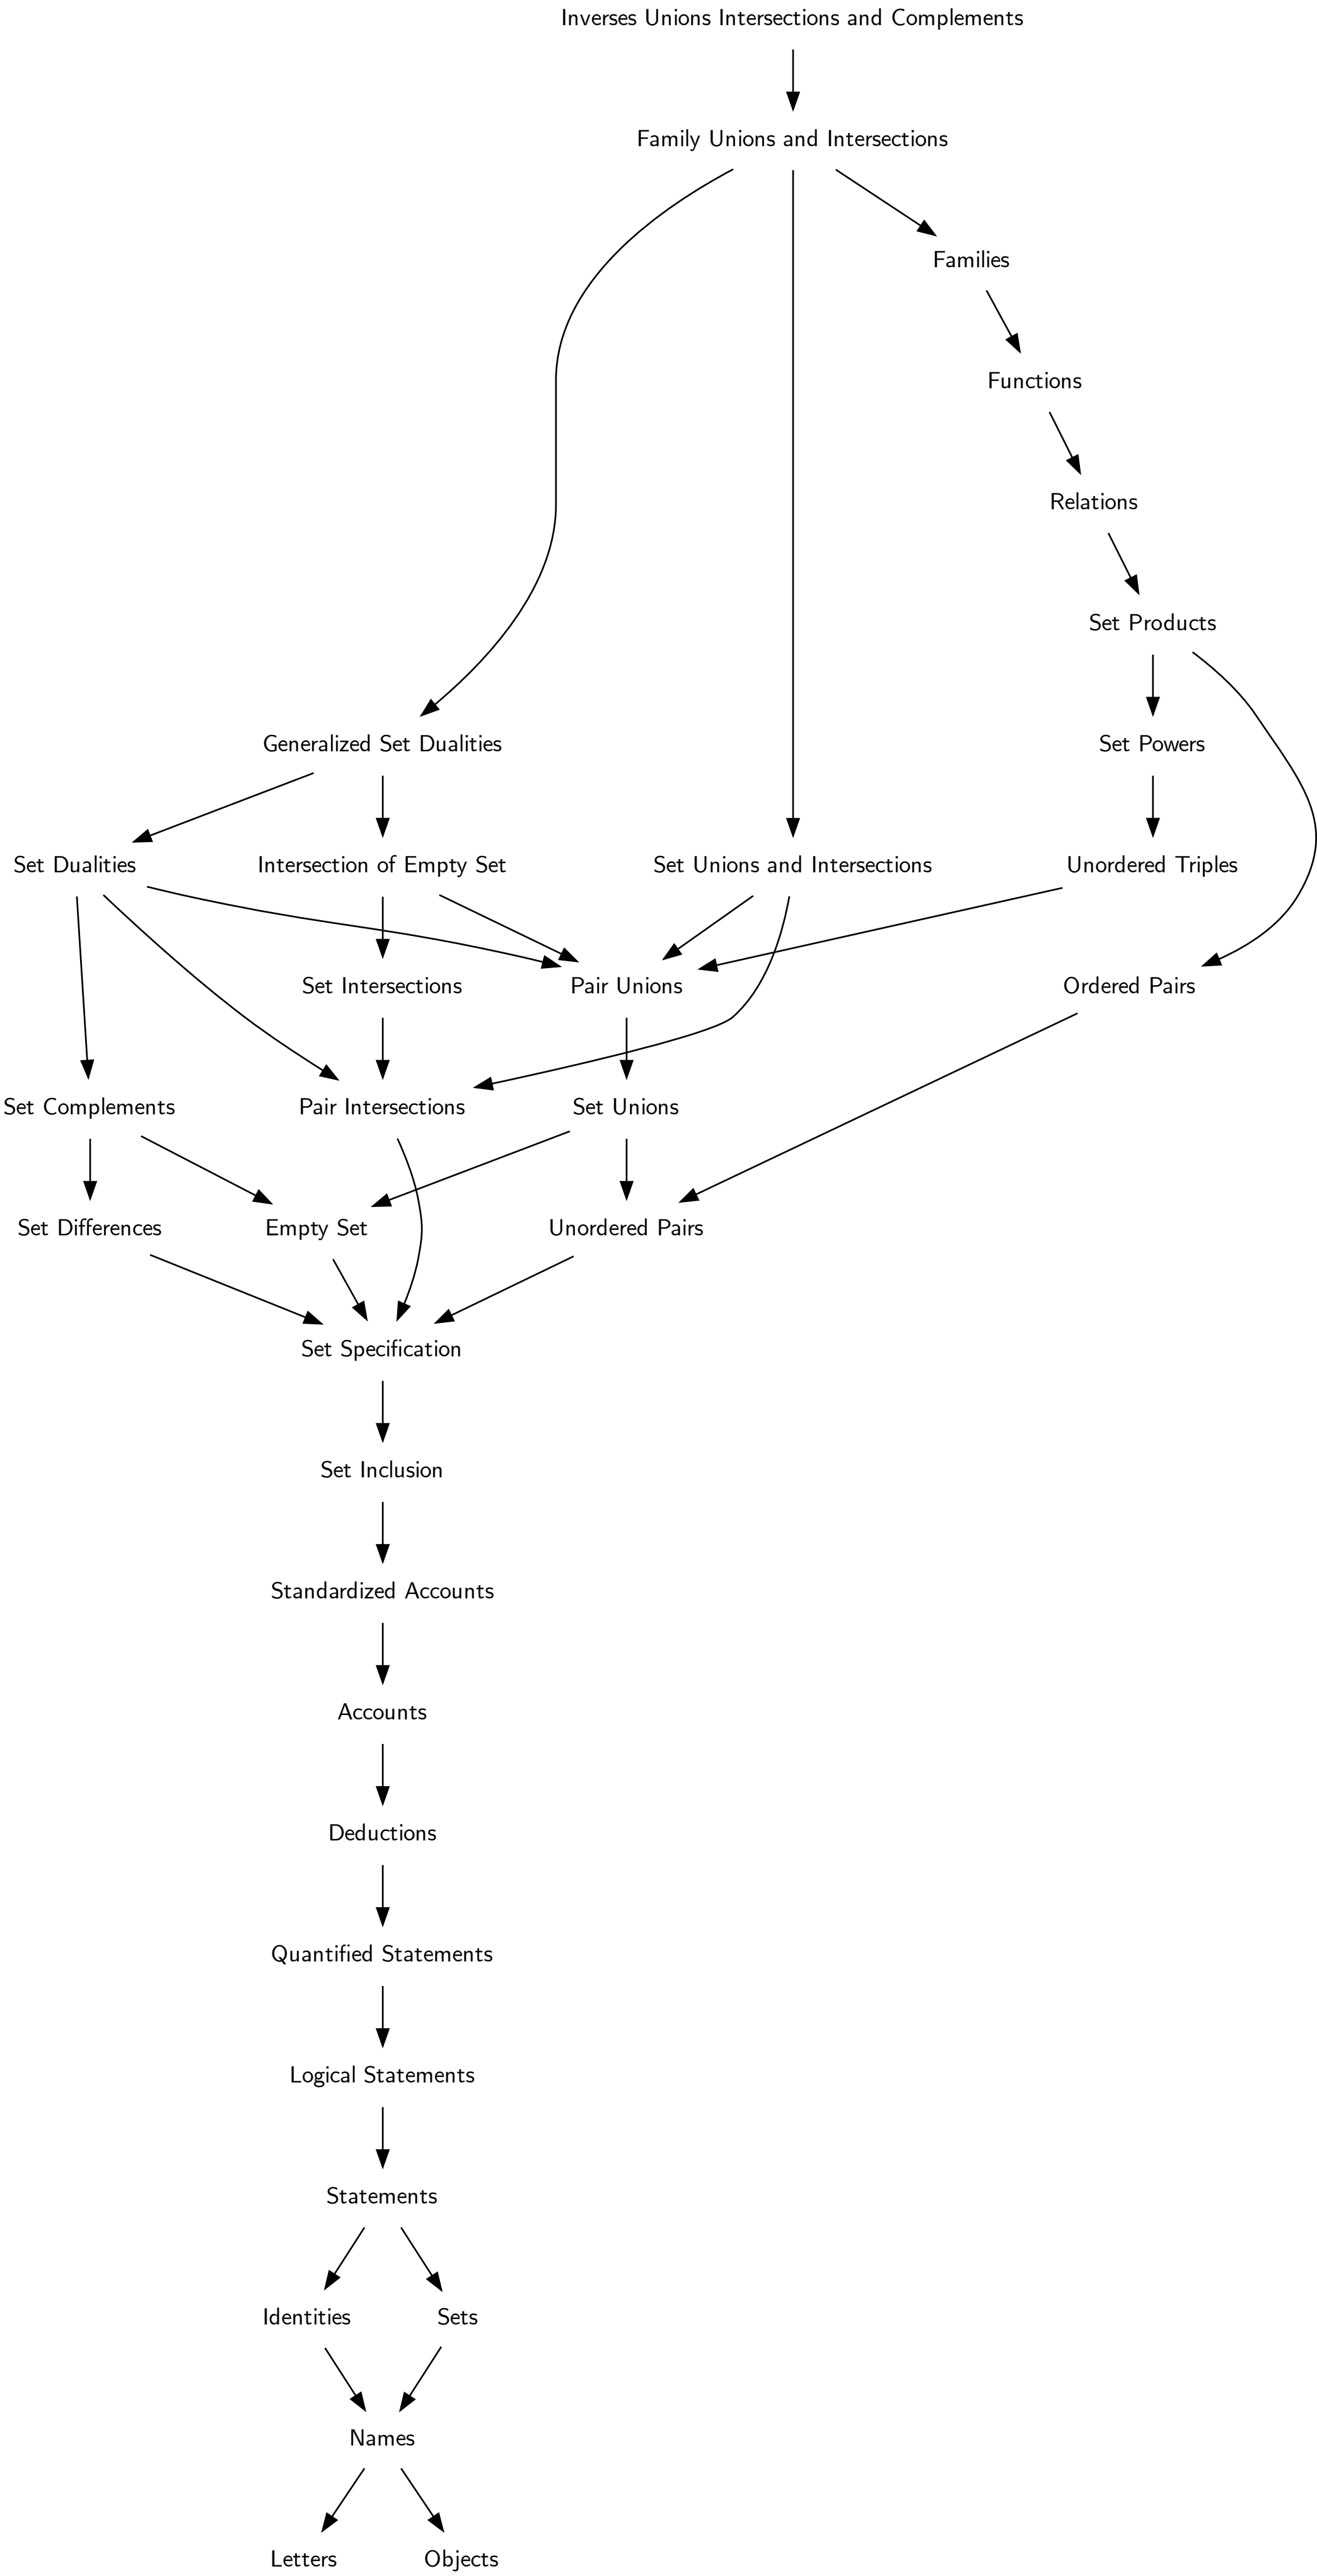 Inverses Unions Intersections and Complements
Family Unions and Intersections
Families
Functions
Relations
Set Products
Generalized Set Dualities
Set Powers
Set Dualities
Intersection of Empty Set
Set Unions and Intersections
Unordered Triples
Set Intersections
Pair Unions
Ordered Pairs
Set Complements
Pair Intersections
Set Unions
Set Differences
Empty Set
Unordered Pairs
Set Specification
Set Inclusion
Standardized Accounts
Accounts
Deductions
Quantified Statements
Logical Statements
Statements
Identities
Sets
Names
Letters
Objects